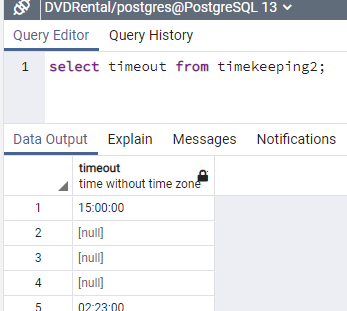 DVDRental/postgres@PostgreSQL 13
Query Editor Query History
1 select timeout from timekeeping2;
Data Output Explain Messages Notifications
timeout
time without time zone
1 15:00:00
2 [null]
3 [null]
4 [null]
5 02:23:00